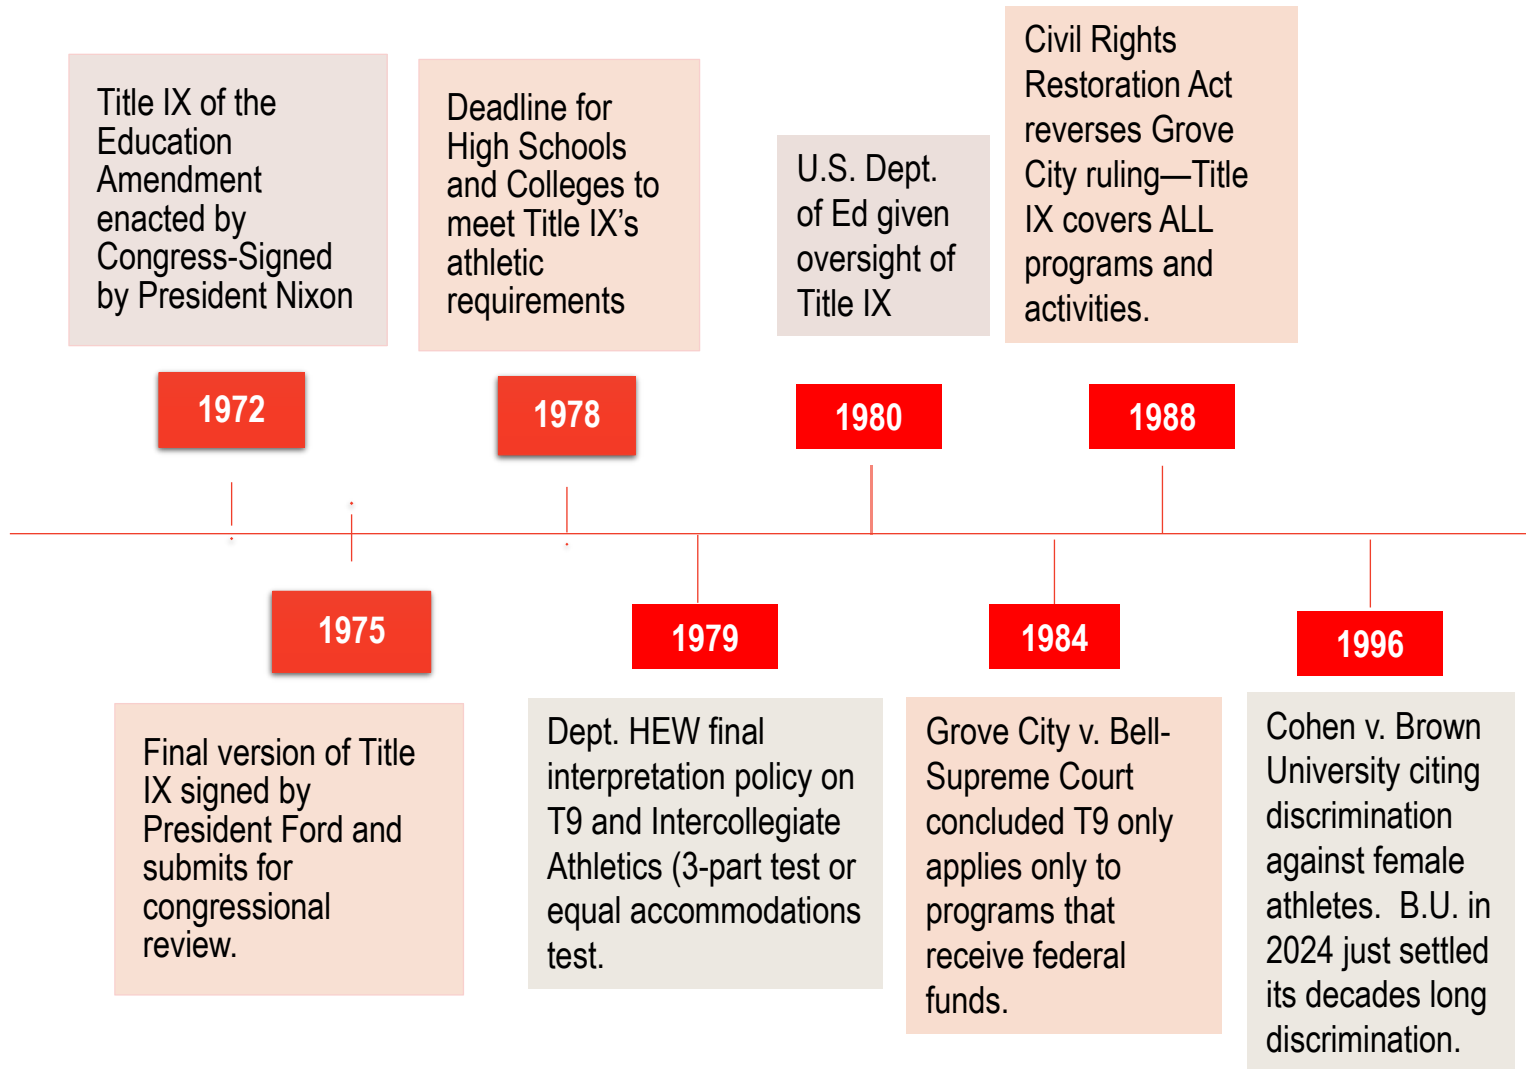 Title IX of the
Education
Amendment
enacted by
Congress-Signed
by President Nixon
1972
Final version of Title
IX signed by
President Ford and
submits for
congressional
review.
1975
Deadline for
High Schools
and Colleges to
meet Title IX’s
athletic
requirements
1978
Dept. HEW final
interpretation policy on
T9 and Intercollegiate
Athletics (3-part test or
equal accommodations
test.
1979
U.S. Dept.
of Ed given
oversight of
Title IX
1980
Grove City v. Bell-
Supreme Court
concluded T9 only
applies only to
programs that
receive federal
funds.
1984
Civil Rights
Restoration Act
reverses Grove
City ruling—Title
IX covers ALL
programs and
activities.
1988
Cohen v. Brown
University citing
discrimination
against female
athletes.  B.U. in
2024 just settled
its decades long
discrimination.
1996